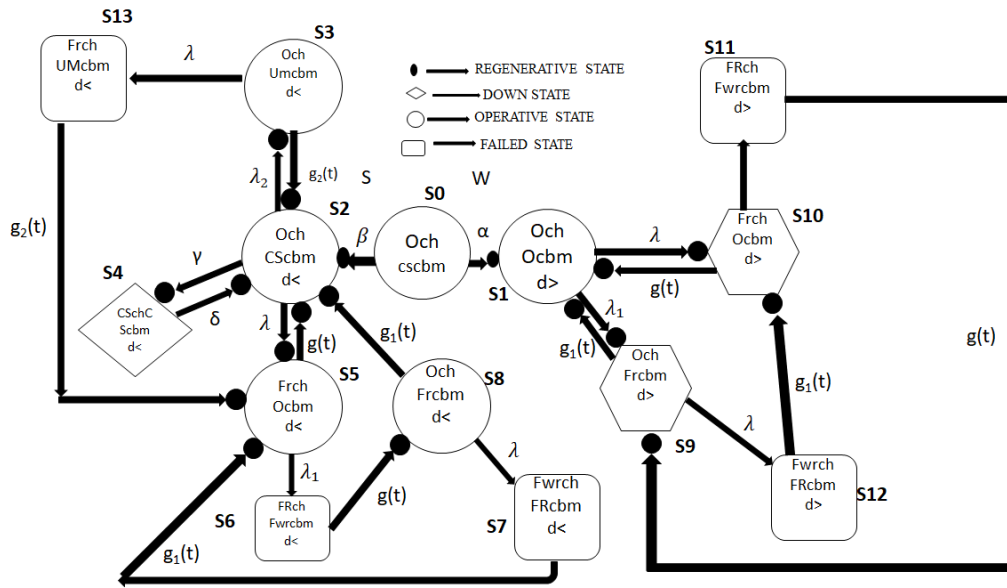 S13
Frch
UMcbm
d<
λ
S3
Och
Umcbm
d<
REGENERATIVE STATE
DOWN STATE
OPERATIVE STATE
FAILED STATE
S11
FRch
Fwrcbm
d>
λ₂
g₂(t)
S
W
g₂(t)
S2
Och
CScbm
d<
β
S0
Och
cscbm
α
Och
Ocbm
d>
S1
λ
g(t)
S10
Frch
Ocbm
d>
γ
S4
CSchC
Scbm
d<
δ
λ
g(t)
g₁(t)
λ₁
g₁(t)
g(t)
S5
Frch
Ocbm
d<
S8
Och
Frcbm
d<
Och
Frcbm
d>
S9
g₁(t)
λ
λ₁
g(t)
λ
S6
FRch
Fwrcbm
d<
S7
Fwrch
FRcbm
d<
Fwrch
FRcbm
d>
S12
g₁(t)